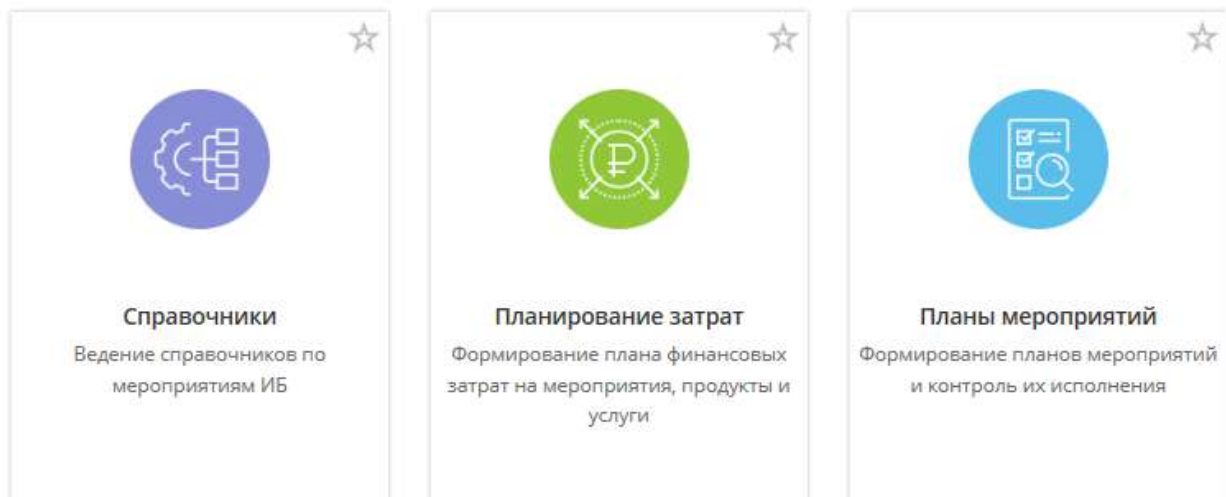 Справочники
Ведение справочников по
мероприятиям ИБ
Планирование затрат
Формирование плана финансовых
затрат на мероприятия, продукты и
услуги
Планы мероприятий
Формирование планов мероприятий
и контроль их исполнения